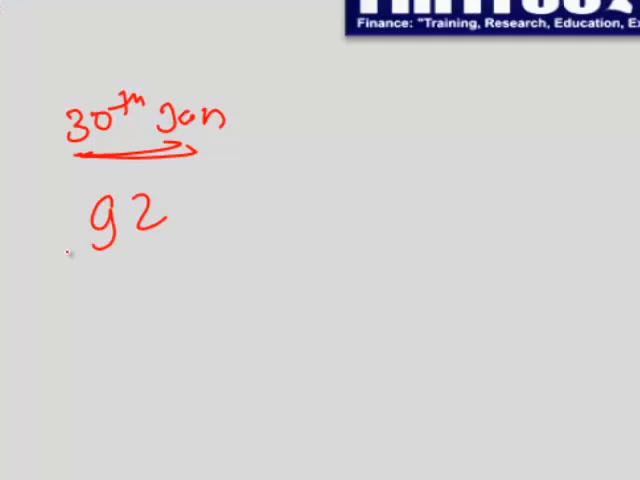 Finance: "Training, Research, Education, Ex
30th Jan
92